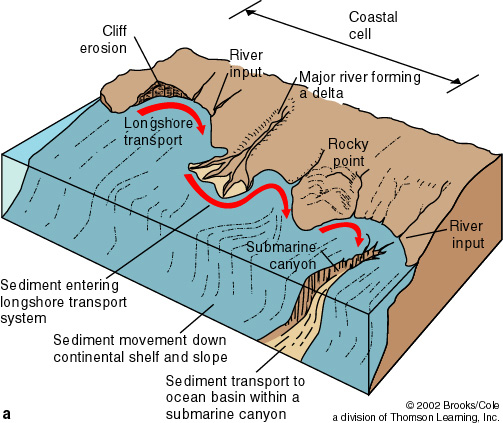 Cliff
erosion
River
input
Coastal
cell
Major river forming
a delta
Longshore
transport
Rocky
point
Submarine
canyon
River
input
Sediment entering
longshore transport
system
Sediment movement down
continental shelf and slope
Sediment transport to
ocean basin within a
submarine canyon
a
© 2002 Brooks/Cole
a division of Thomson Learning, Inc.